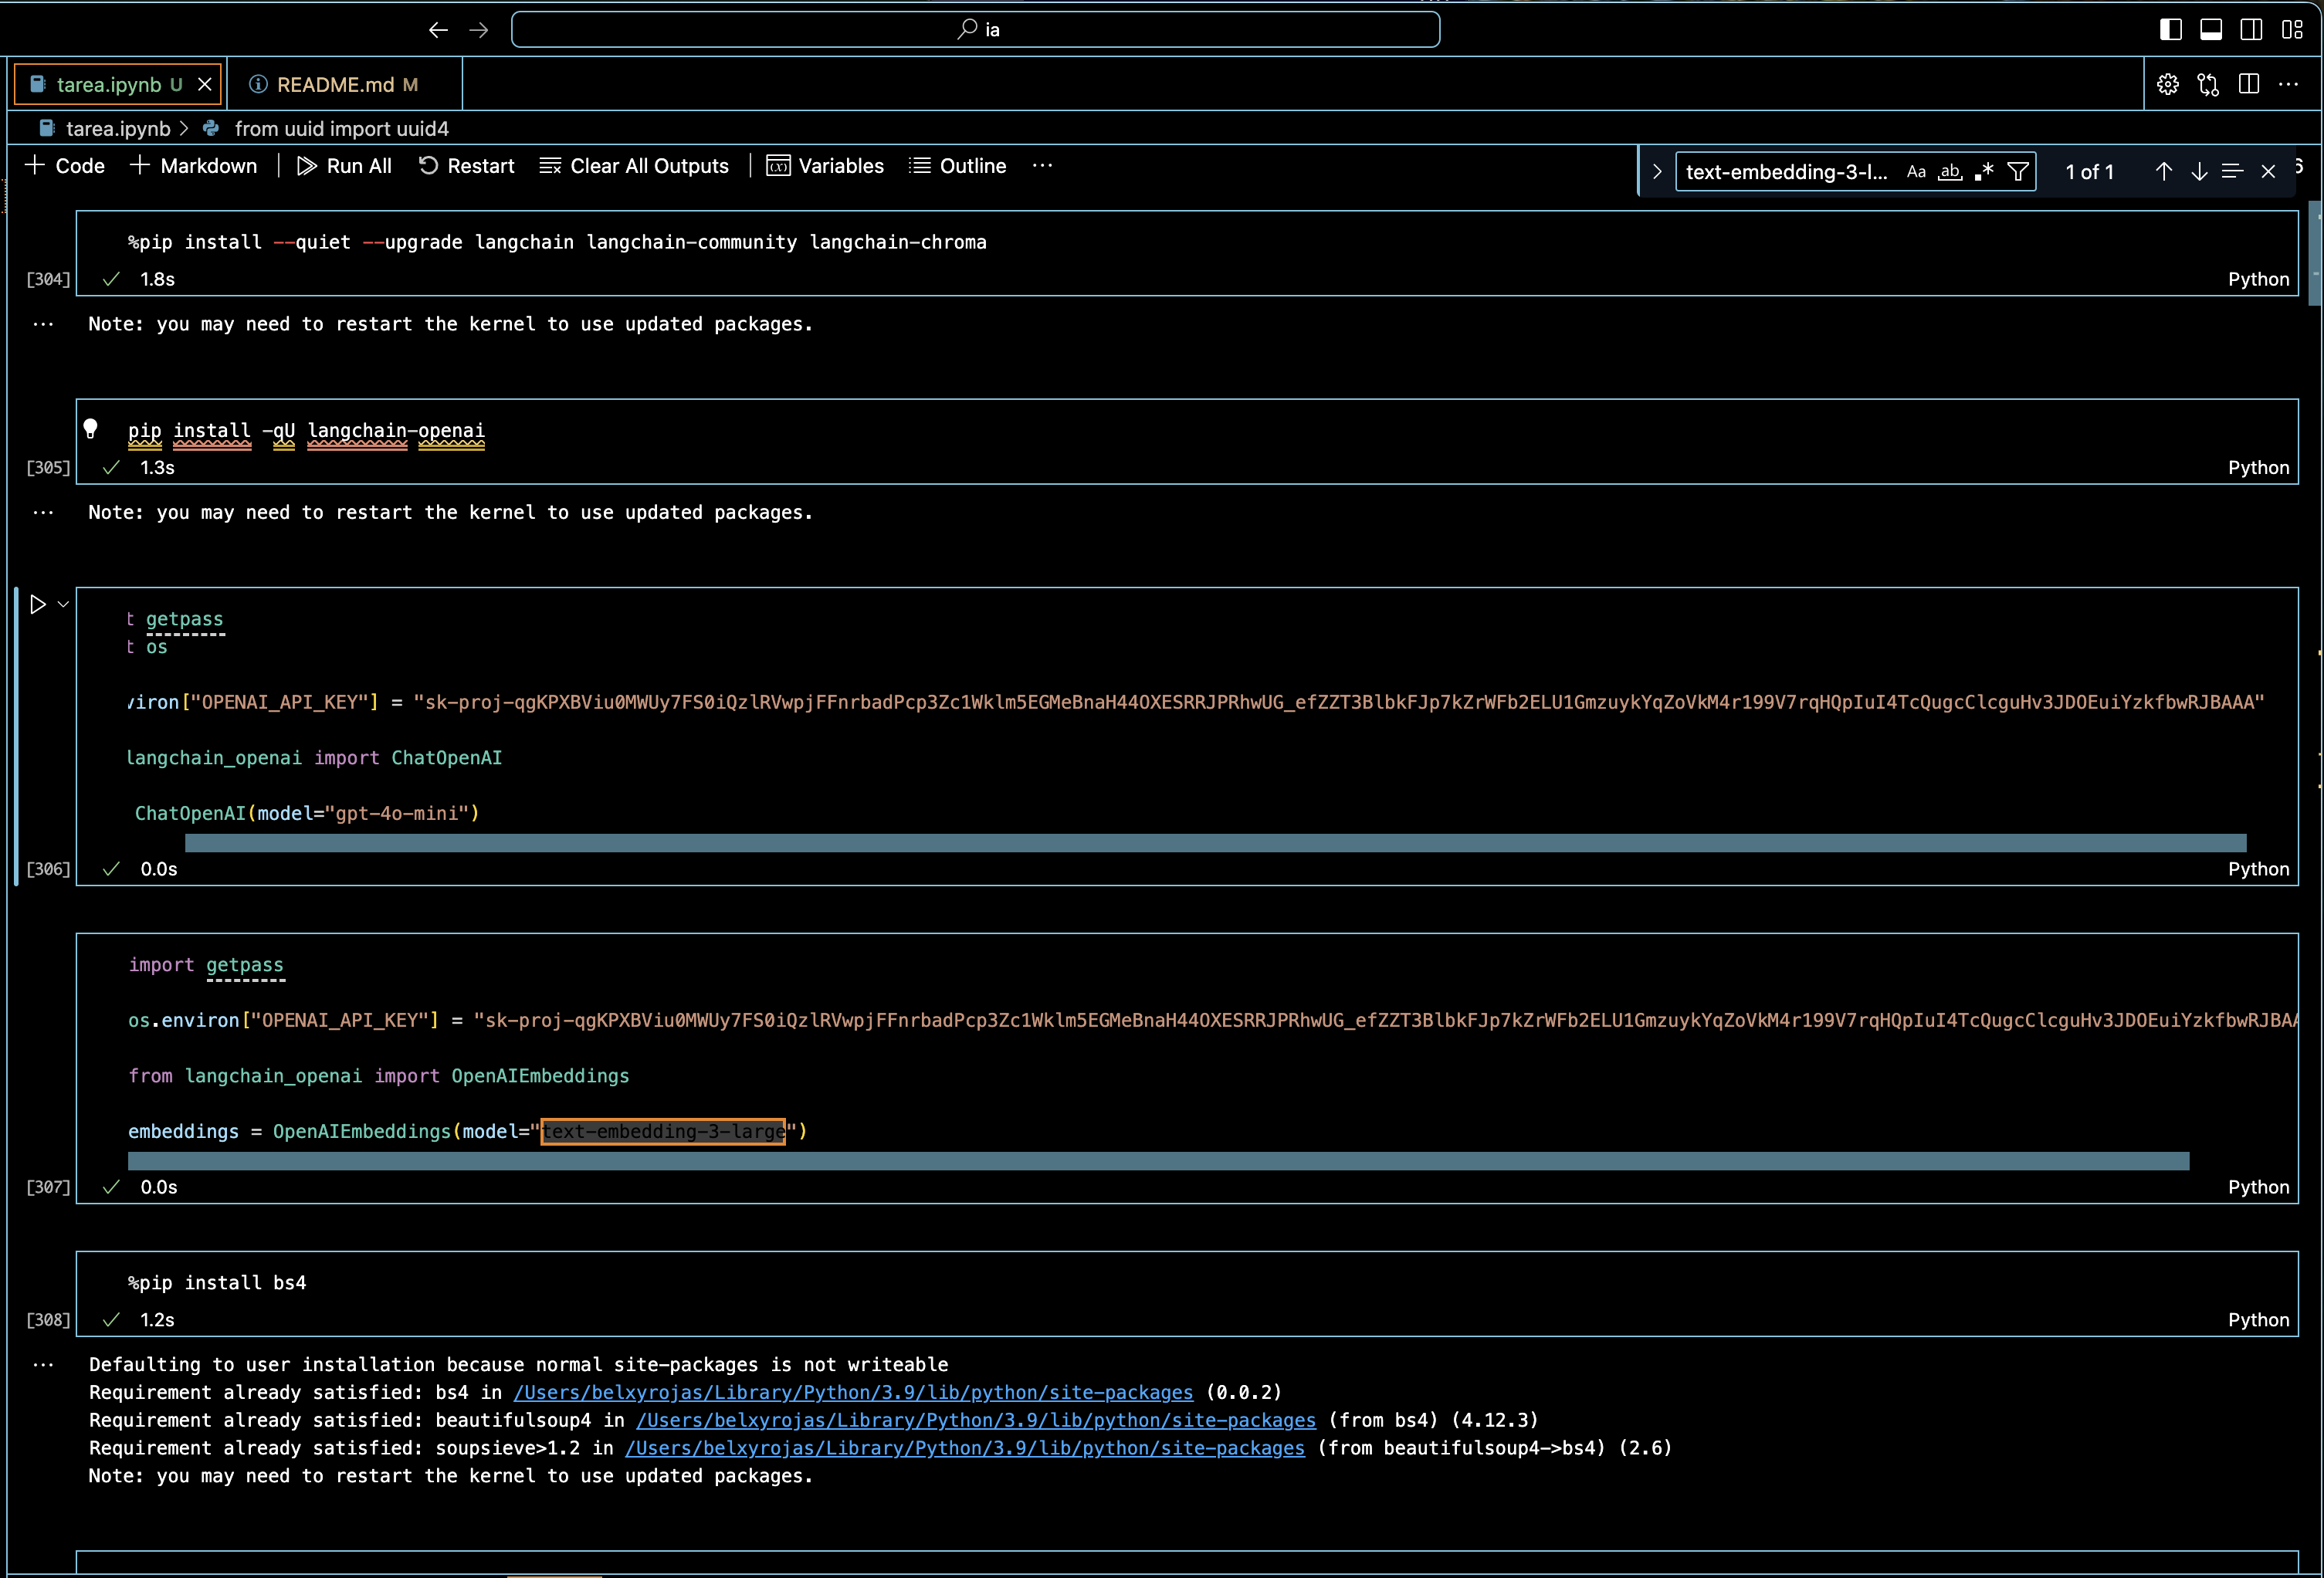 ia
tarea.ipynb U
README.md M
tarea.ipynb > from uuid import uuid4
+ Code + Markdown | Run All Restart Clear All Outputs | Variables Outline ...
text-embedding-3-l... Aa ab .* 1 of 1
%pip install --quiet --upgrade langchain langchain-community langchain-chroma
[304] 1.8s Python
Note: you may need to restart the kernel to use updated packages.
pip install -qU langchain-openai
[305] 1.3s Python
Note: you may need to restart the kernel to use updated packages.
t getpass
t os
viron["OPENAI_API_KEY"] = "[API key omitted]"
langchain_openai import ChatOpenAI
ChatOpenAI(model="gpt-4o-mini")
[306] 0.0s Python
import getpass
os.environ["OPENAI_API_KEY"] = "[API key omitted]
from langchain_openai import OpenAIEmbeddings
embeddings = OpenAIEmbeddings(model="text-embedding-3-large")
[307] 0.0s Python
%pip install bs4
[308] 1.2s Python
Defaulting to user installation because normal site-packages is not writeable
Requirement already satisfied: bs4 in /Users/belxyrojas/Library/Python/3.9/lib/python/site-packages (0.0.2)
Requirement already satisfied: beautifulsoup4 in /Users/belxyrojas/Library/Python/3.9/lib/python/site-packages (from bs4) (4.12.3)
Requirement already satisfied: soupsieve>1.2 in /Users/belxyrojas/Library/Python/3.9/lib/python/site-packages (from beautifulsoup4->bs4) (2.6)
Note: you may need to restart the kernel to use updated packages.